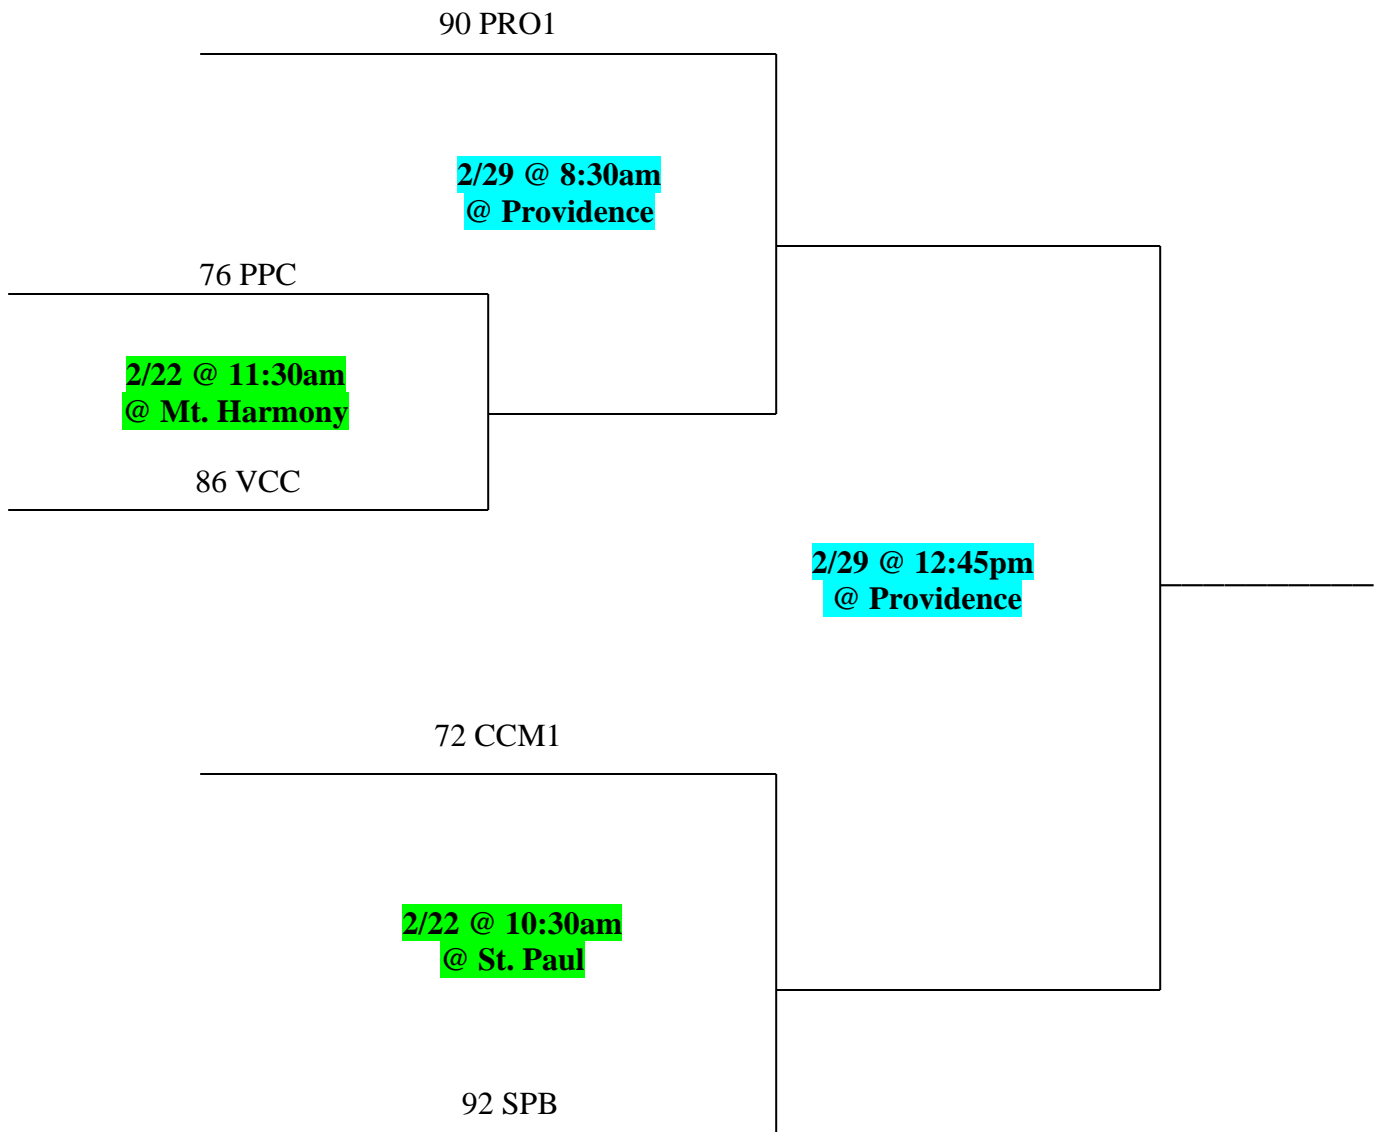 90 PRO1
2/29 @ 8:30am
@ Providence
76 PPC
2/22 @ 11:30am
@ Mt. Harmony
86 VCC
2/29 @ 12:45pm
@ Providence
72 CCM1
2/22 @ 10:30am
@ St. Paul
92 SPB